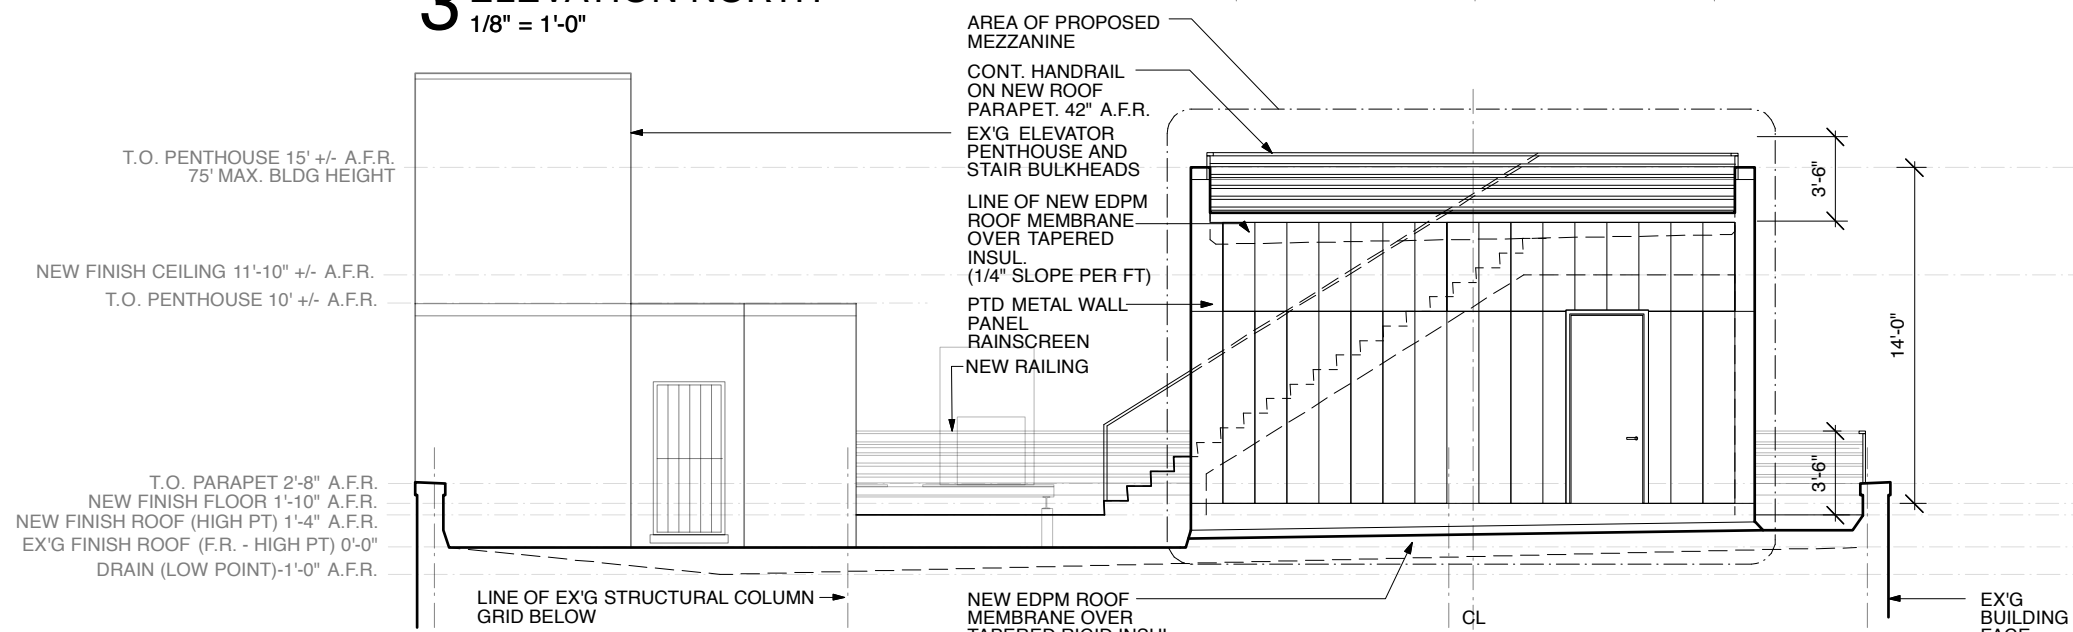 3 ELEVATION NORTH
1/8" = 1'-0"
AREA OF PROPOSED
MEZZANINE
CONT. HANDRAIL
ON NEW ROOF
PARAPET. 42" A.F.R.
EX'G ELEVATOR
PENTHOUSE AND
STAIR BULKHEADS
LINE OF NEW EDPM
ROOF MEMBRANE
OVER TAPERED
INSUL.
(1/4" SLOPE PER FT)
PTD METAL WALL
PANEL
RAINSCREEN
NEW RAILING
T.O. PENTHOUSE 15' +/- A.F.R.
75' MAX. BLDG HEIGHT
NEW FINISH CEILING 11'-10" +/- A.F.R.
T.O. PENTHOUSE 10' +/- A.F.R.
T.O. PARAPET 2'-8" A.F.R.
NEW FINISH FLOOR 1'-10" A.F.R.
NEW FINISH ROOF (HIGH PT) 1'-4" A.F.R.
EX'G FINISH ROOF (F.R. - HIGH PT) 0'-0"
DRAIN (LOW POINT)-1'-0" A.F.R.
3'-6"
14'-0"
3'-6"
LINE OF EX'G STRUCTURAL COLUMN
GRID BELOW
NEW EDPM ROOF
MEMBRANE OVER
TAPERED RIGID INSUL
CL
EX'G
BUILDING
FACE